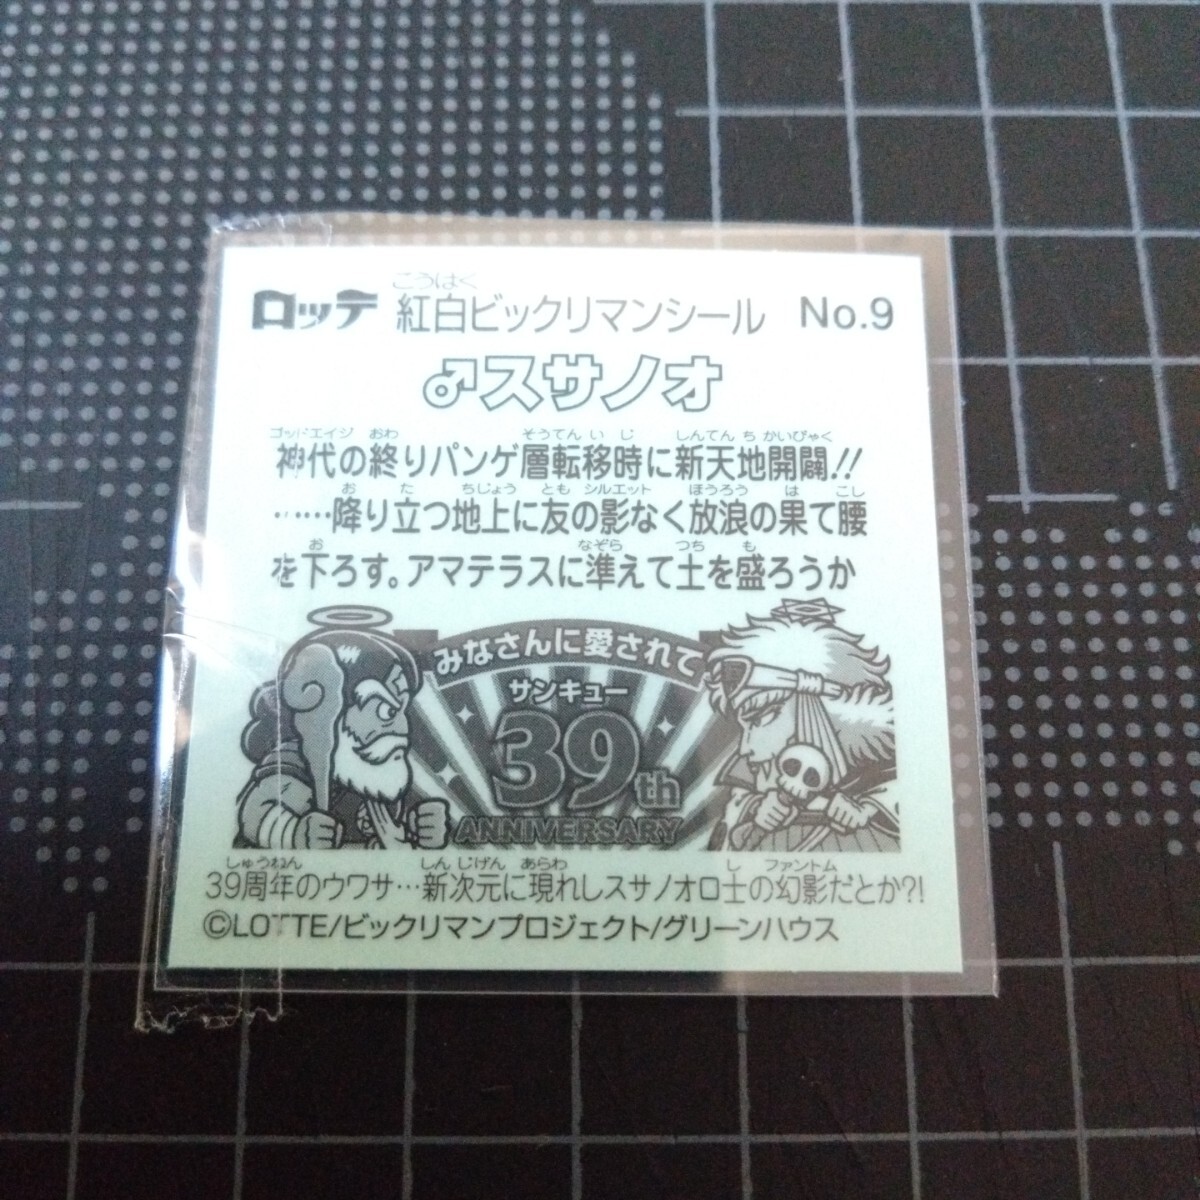 ロッテ 紅白ビックリマンシール No.9
こうはく
♂スサノオ
ゴッドエイジ おわ そうてん い じ しんてん ち かいびゃく
神代の終りパンゲ層転移時に新天地開闢!!
お た ちじょう とも シルエット ほうろう は こし
……降り立つ地上に友の影なく放浪の果て腰
お なぞら つち も
を下ろす。アマテラスに準えて土を盛ろうか
みなさんに愛されて
サンキュー
39th
ANNIVERSARY
しゅうねん しん じげん あらわ し ファントム
39周年のウワサ…新次元に現れしスサノオロ士の幻影だとか?!
©LOTTE/ビックリマンプロジェクト/グリーンハウス